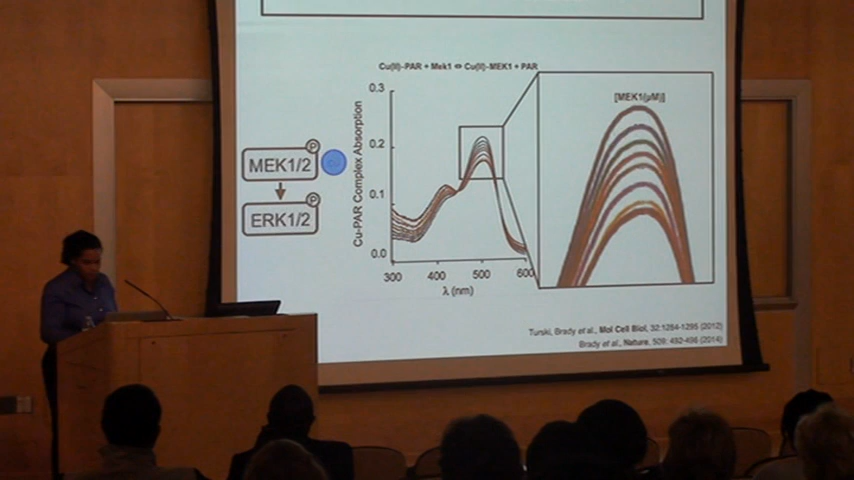 Cu(II)-PAR + Mek1 ⇔ Cu(II)-MEK1 + PAR
0.3
0.2
0.1
0.0
Cu-PAR Complex Absorption
300
400
500
600
λ (nm)
[MEK1(μM)]
P
MEK1/2
P
ERK1/2
Turski, Brady et al., Mol Cell Biol, 32:1284-1295 (2012)
Brady et al., Nature, 509: 492-496 (2014)